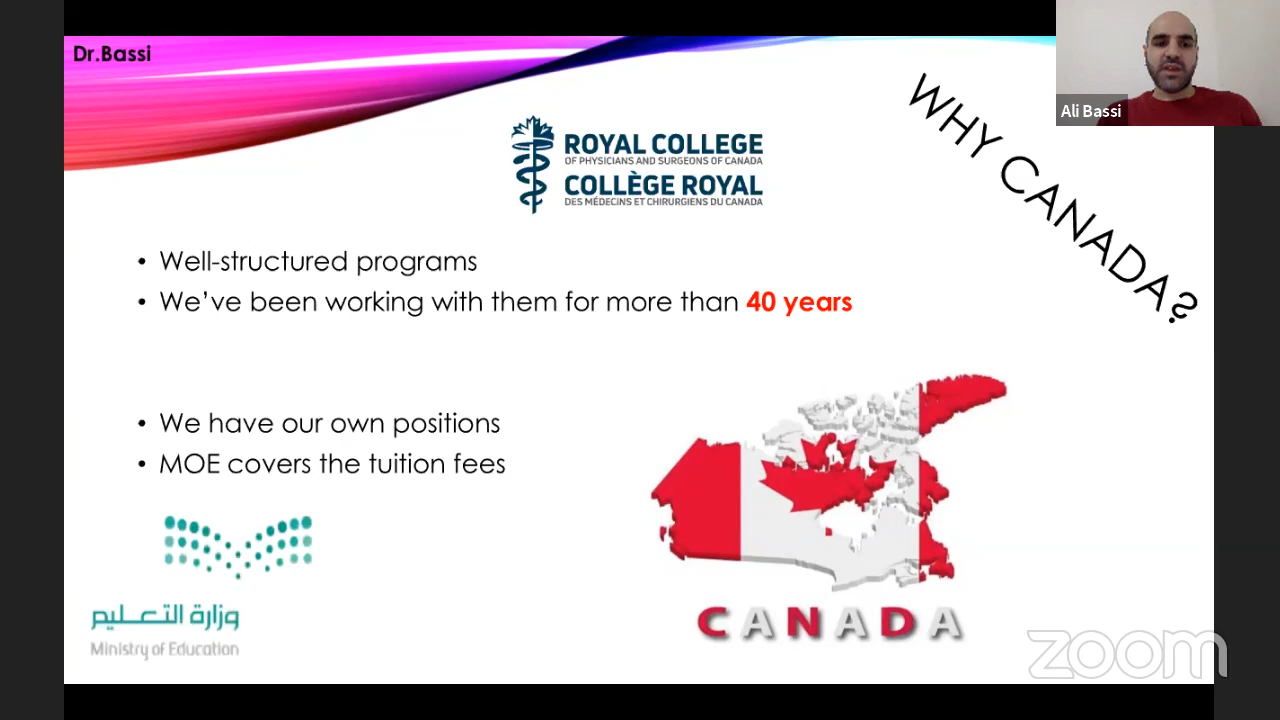 Dr.Bassi
Ali Bassi
WHY CANADA?
ROYAL COLLEGE
OF PHYSICIANS AND SURGEONS OF CANADA
COLLÈGE ROYAL
DES MÉDECINS ET CHIRURGIENS DU CANADA
• Well-structured programs
• We’ve been working with them for more than 40 years
• We have our own positions
• MOE covers the tuition fees
وزارة التعليم
Ministry of Education
CANADA
zoom